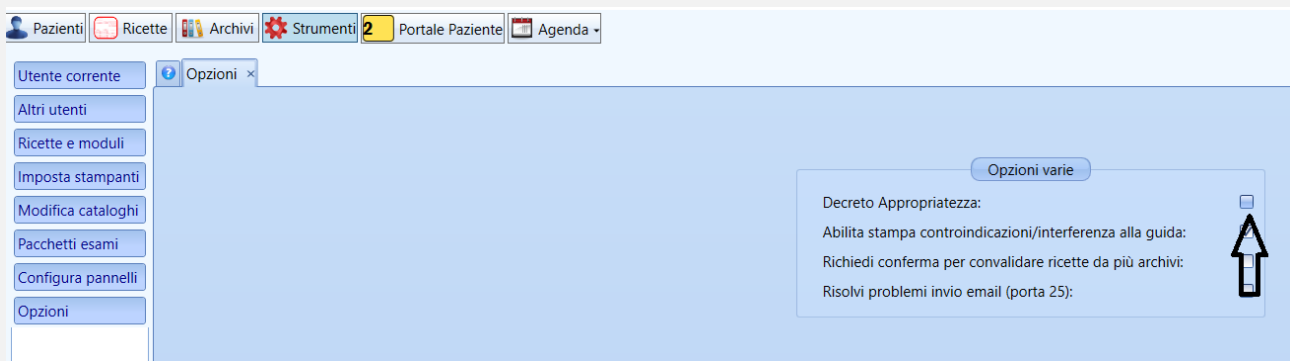 Pazienti Ricette Archivi Strumenti 2 Portale Paziente Agenda
Utente corrente
Altri utenti
Ricette e moduli
Imposta stampanti
Modifica cataloghi
Pacchetti esami
Configura pannelli
Opzioni
Opzioni
Opzioni varie
Decreto Appropriatezza:
Abilita stampa controindicazioni/interferenza alla guida:
Richiedi conferma per convalidare ricette da più archivi:
Risolvi problemi invio email (porta 25):